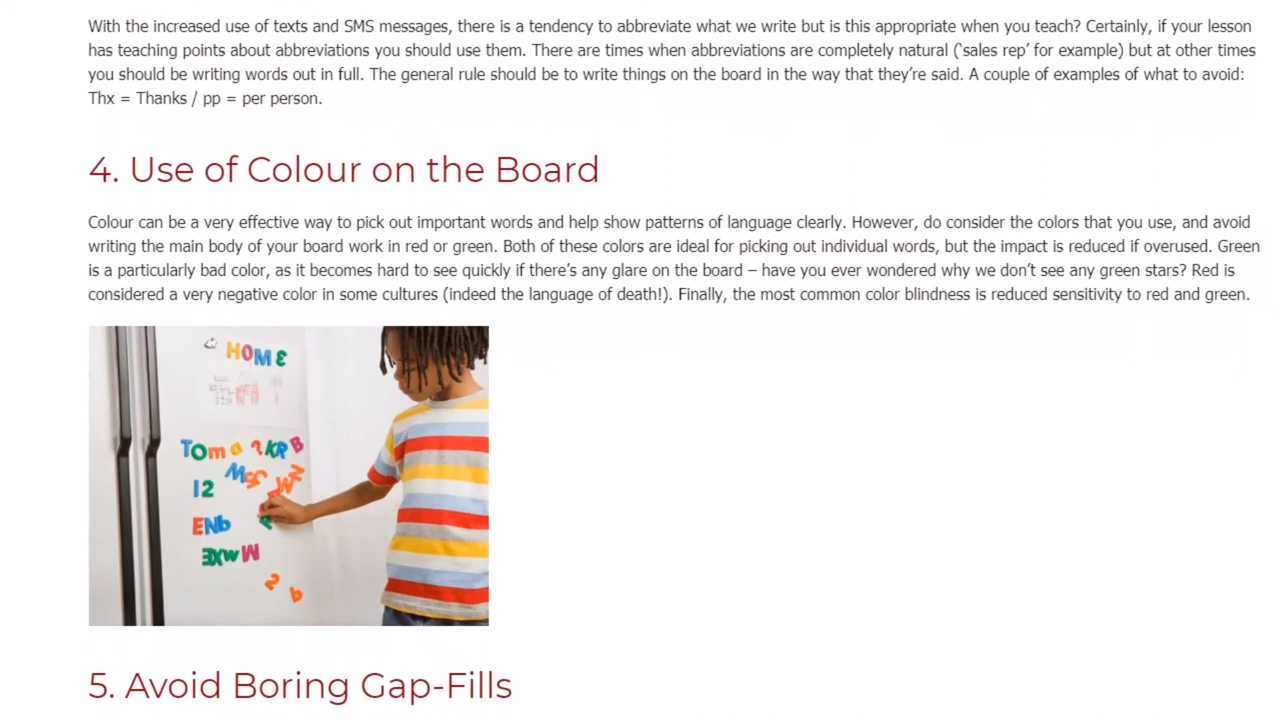 With the increased use of texts and SMS messages, there is a tendency to abbreviate what we write but is this appropriate when you teach? Certainly, if your lesson
has teaching points about abbreviations you should use them. There are times when abbreviations are completely natural (‘sales rep’ for example) but at other times
you should be writing words out in full. The general rule should be to write things on the board in the way that they’re said. A couple of examples of what to avoid:
Thx = Thanks / pp = per person.
4. Use of Colour on the Board
Colour can be a very effective way to pick out important words and help show patterns of language clearly. However, do consider the colors that you use, and avoid
writing the main body of your board work in red or green. Both of these colors are ideal for picking out individual words, but the impact is reduced if overused. Green
is a particularly bad color, as it becomes hard to see quickly if there’s any glare on the board – have you ever wondered why we don’t see any green stars? Red is
considered a very negative color in some cultures (indeed the language of death!). Finally, the most common color blindness is reduced sensitivity to red and green.
HOME
Toma ?KRB
12
ENb
2 b
5. Avoid Boring Gap-Fills